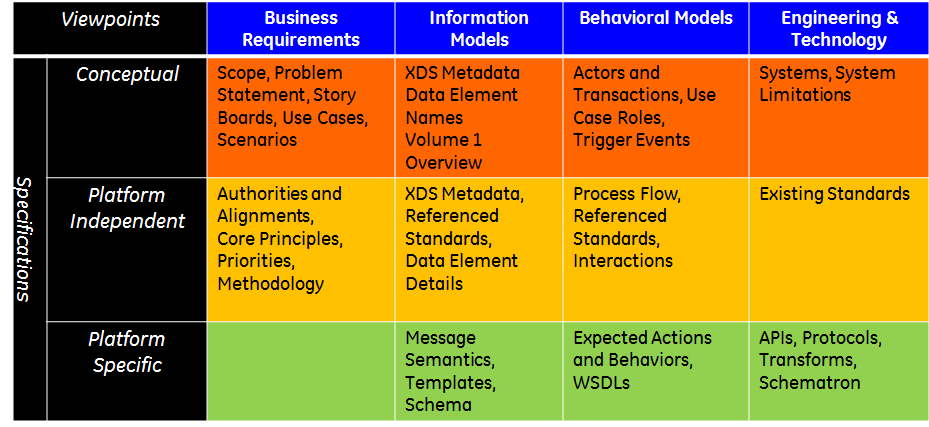 Viewpoints
Business
Requirements
Information
Models
Behavioral Models
Engineering &
Technology
Specifications
Conceptual
Scope, Problem
Statement, Story
Boards, Use Cases,
Scenarios
XDS Metadata
Data Element
Names
Volume 1
Overview
Actors and
Transactions, Use
Case Roles,
Trigger Events
Systems, System
Limitations
Platform
Independent
Authorities and
Alignments,
Core Principles,
Priorities,
Methodology
XDS Metadata,
Referenced
Standards,
Data Element
Details
Process Flow,
Referenced
Standards,
Interactions
Existing Standards
Platform
Specific
Message
Semantics,
Templates,
Schema
Expected Actions
and Behaviors,
WSDLs
APIs, Protocols,
Transforms,
Schematron